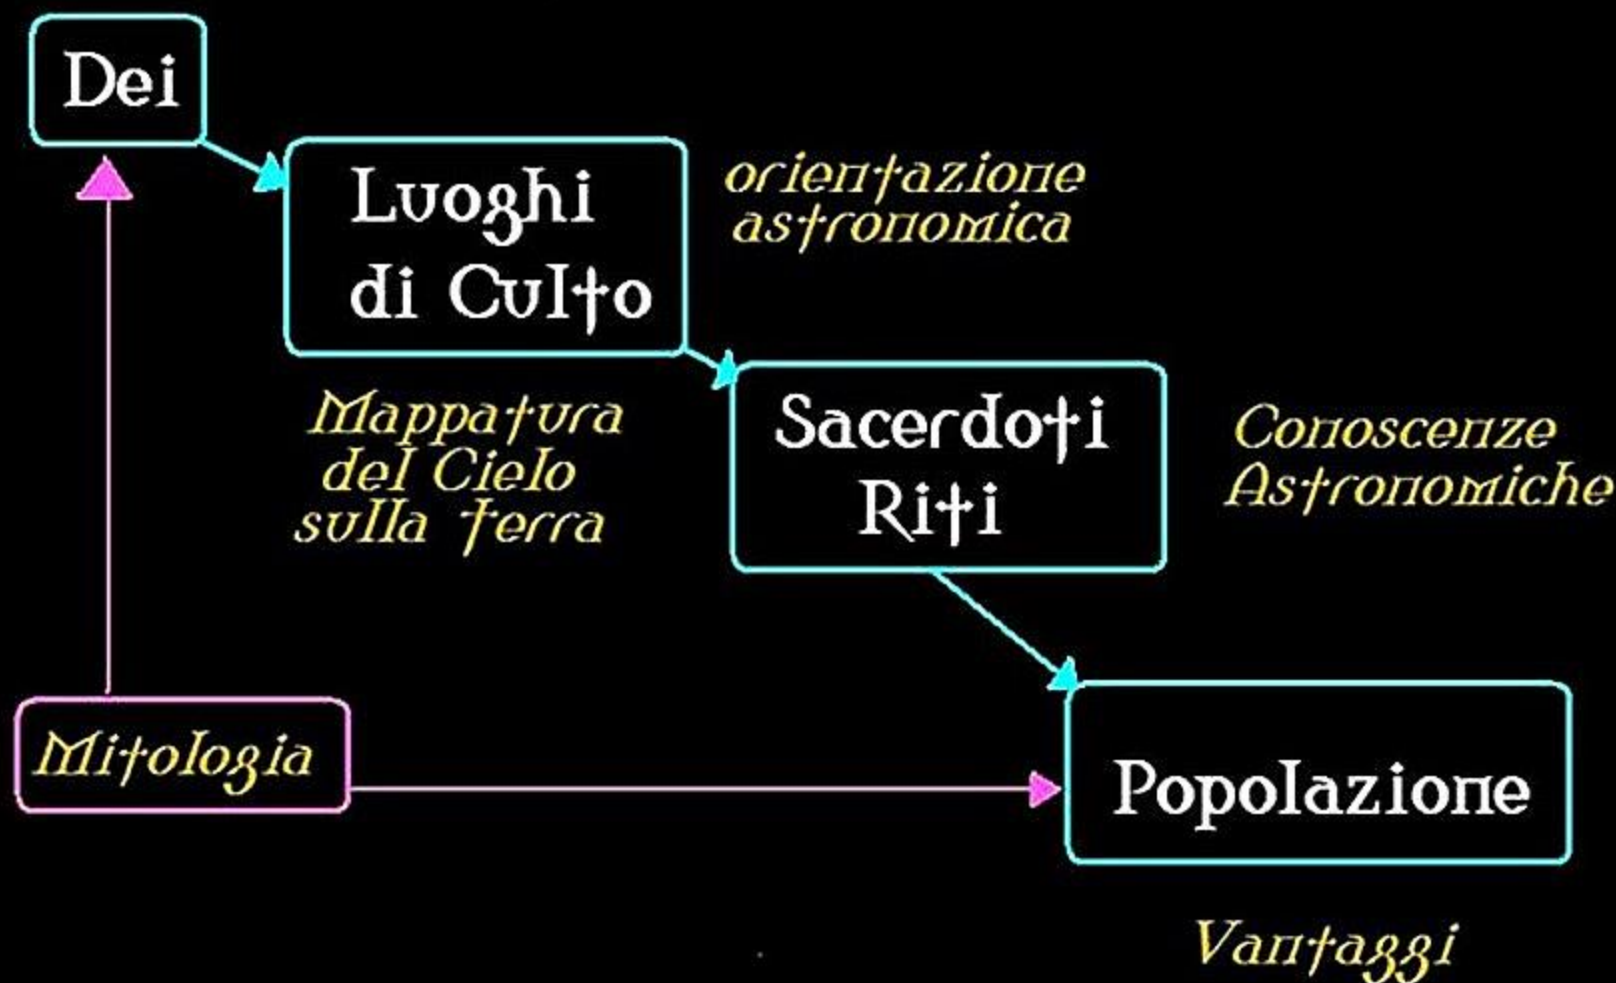 Dei
Luoghi
di Culto
orientazione
astronomica
Mappatura
del Cielo
sulla terra
Sacerdoti
Riti
Conoscenze
Astronomiche
Mitologia
Popolazione
Vantaggi